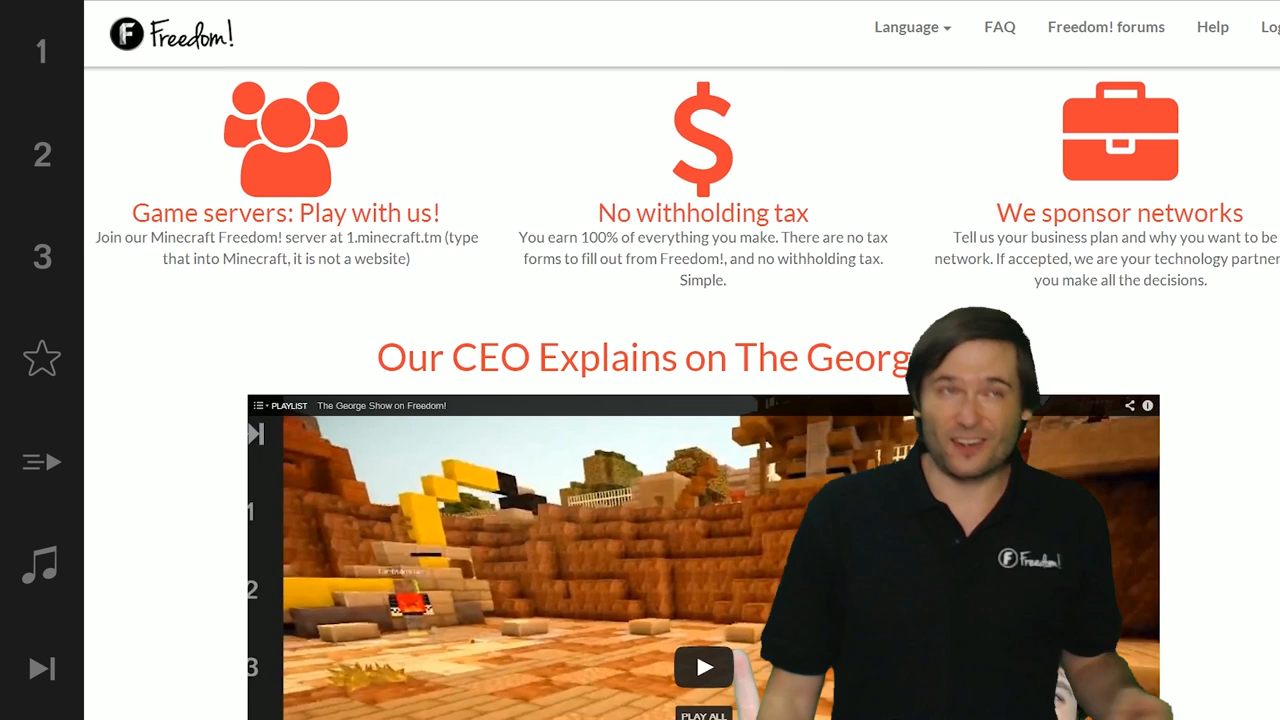 1
2
3
F Freedom!
Language
FAQ
Freedom! forums
Help
Game servers: Play with us!
Join our Minecraft Freedom! server at 1.minecraft.tm (type
that into Minecraft, it is not a website)
No withholding tax
You earn 100% of everything you make. There are no tax
forms to fill out from Freedom!, and no withholding tax.
Simple.
We sponsor networks
Tell us your business plan and why you want to be
network. If accepted, we are your technology partner
you make all the decisions.
Our CEO Explains on The Georg
PLAYLIST The George Show on Freedom!
1
2
3
PLAY ALL
F Freedom!